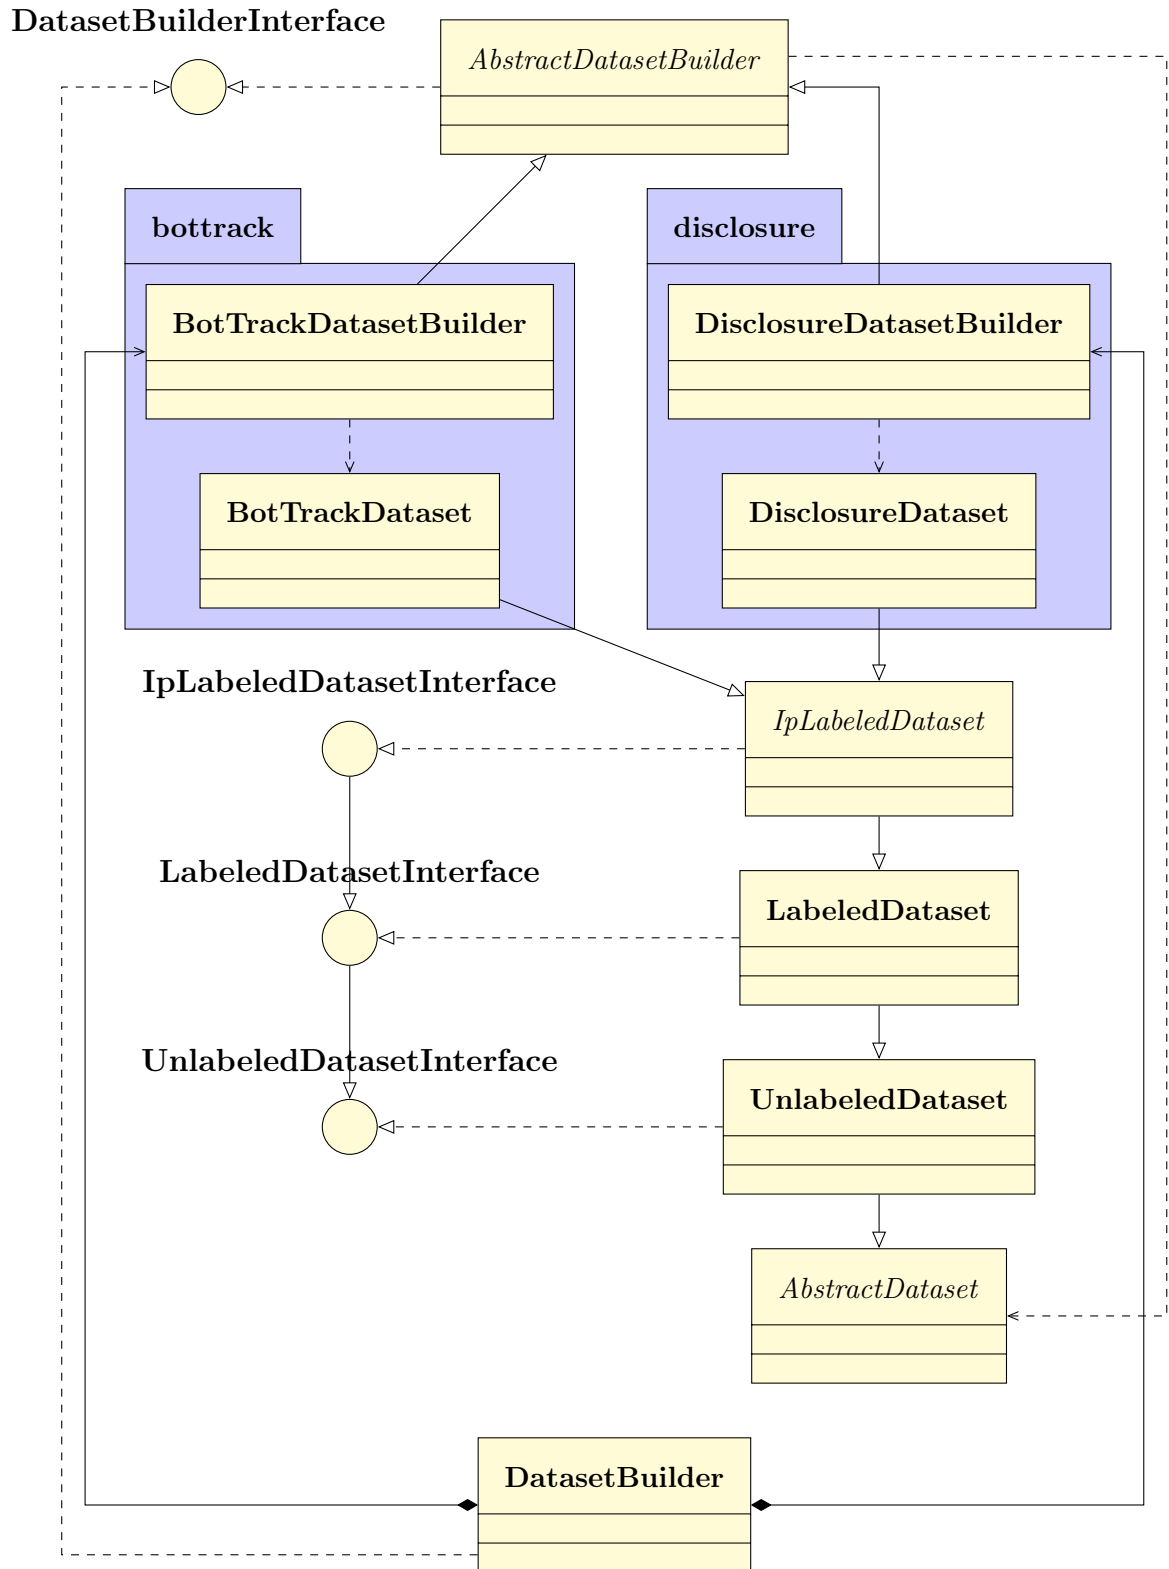 DatasetBuilderInterface
AbstractDatasetBuilder
bottrack
disclosure
BotTrackDatasetBuilder
DisclosureDatasetBuilder
BotTrackDataset
DisclosureDataset
IpLabeledDatasetInterface
IpLabeledDataset
LabeledDatasetInterface
LabeledDataset
UnlabeledDatasetInterface
UnlabeledDataset
AbstractDataset
DatasetBuilder